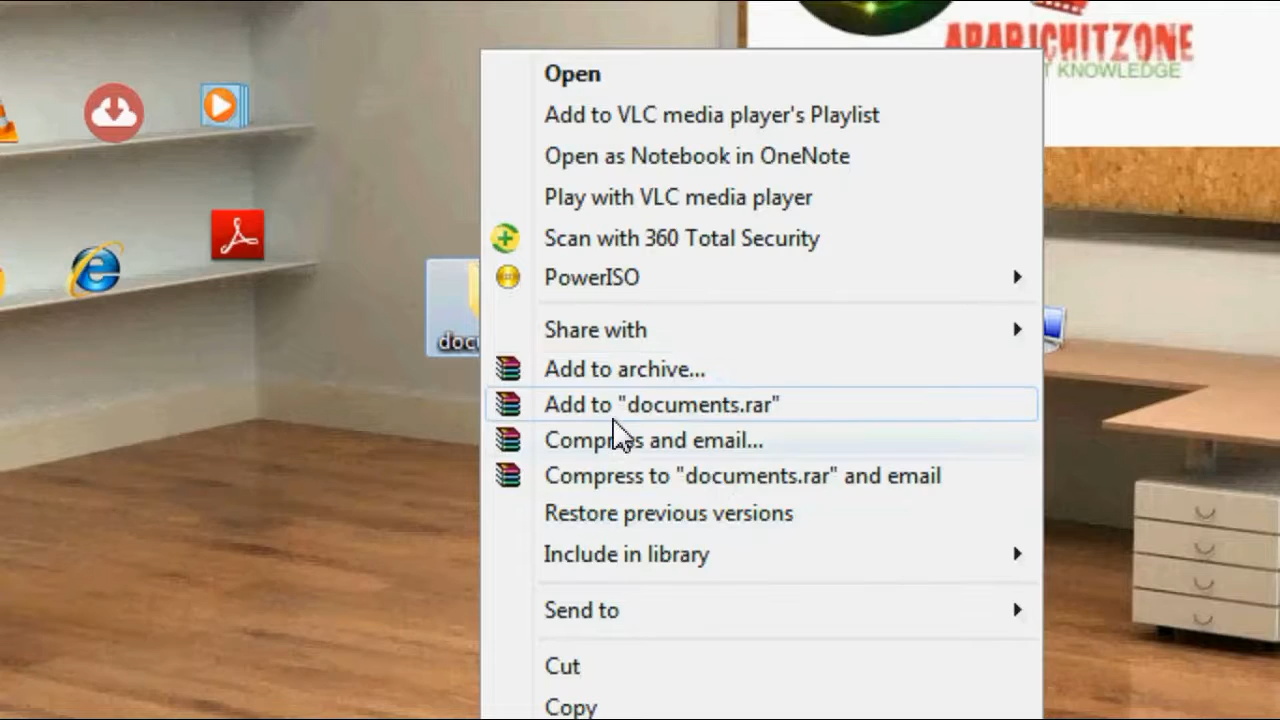 ARARICHITZONE
T KNOWLEDGE
Open
Add to VLC media player's Playlist
Open as Notebook in OneNote
Play with VLC media player
Scan with 360 Total Security
PowerISO
Share with
Add to archive...
Add to "documents.rar"
Compress and email...
Compress to "documents.rar" and email
Restore previous versions
Include in library
Send to
Cut
Copy
docu